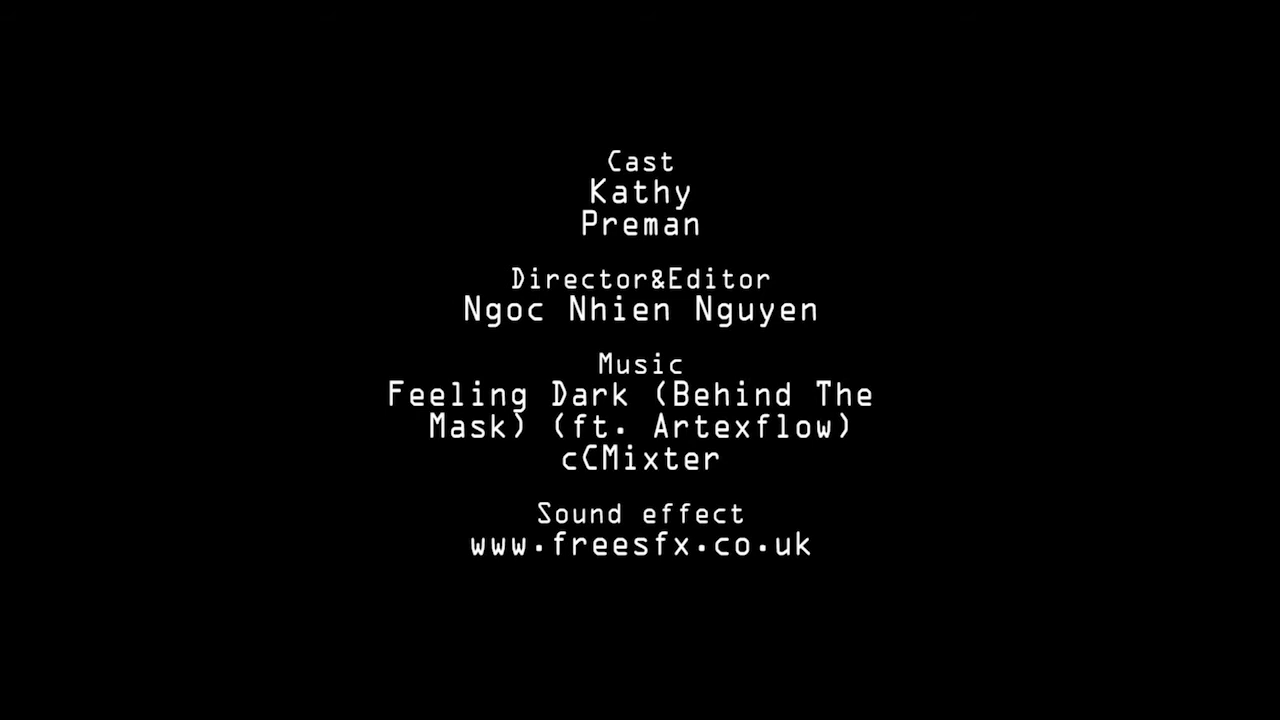 Cast
Kathy
Preman
Director&Editor
Ngoc Nhien Nguyen
Music
Feeling Dark (Behind The
Mask) (ft. Artexflow)
cCMixter
Sound effect
www.freesfx.co.uk